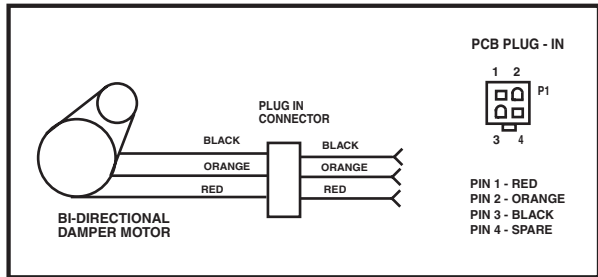 PCB PLUG - IN
1 2
P1
3 4
PLUG IN
CONNECTOR
BLACK BLACK
ORANGE ORANGE
RED RED
BI-DIRECTIONAL
DAMPER MOTOR
PIN 1 - RED
PIN 2 - ORANGE
PIN 3 - BLACK
PIN 4 - SPARE